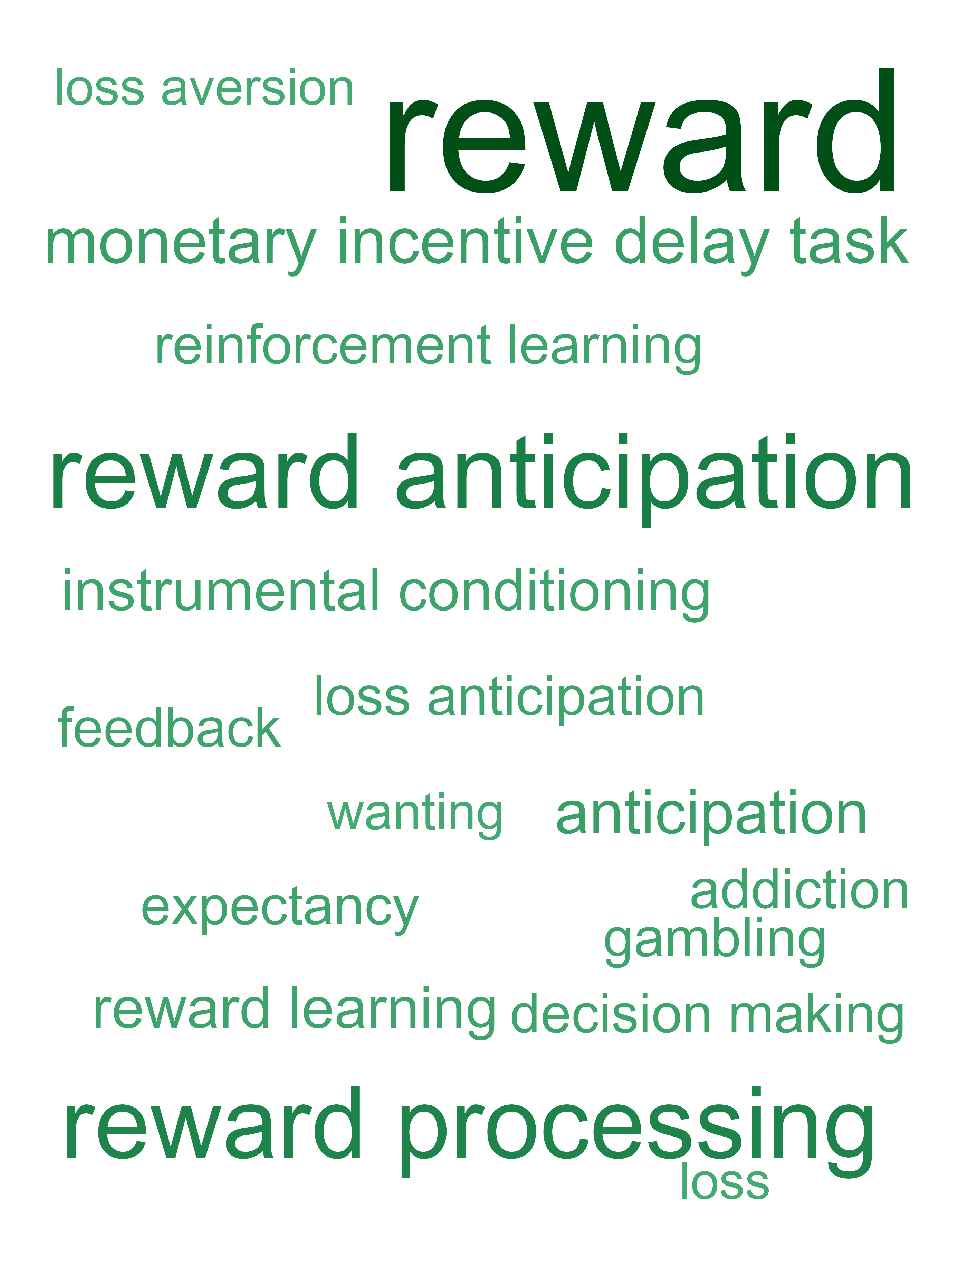 loss aversion
reward
monetary incentive delay task
reinforcement learning
reward anticipation
instrumental conditioning
loss anticipation
feedback
wanting
anticipation
addiction
expectancy
gambling
reward learning
decision making
reward processing
loss